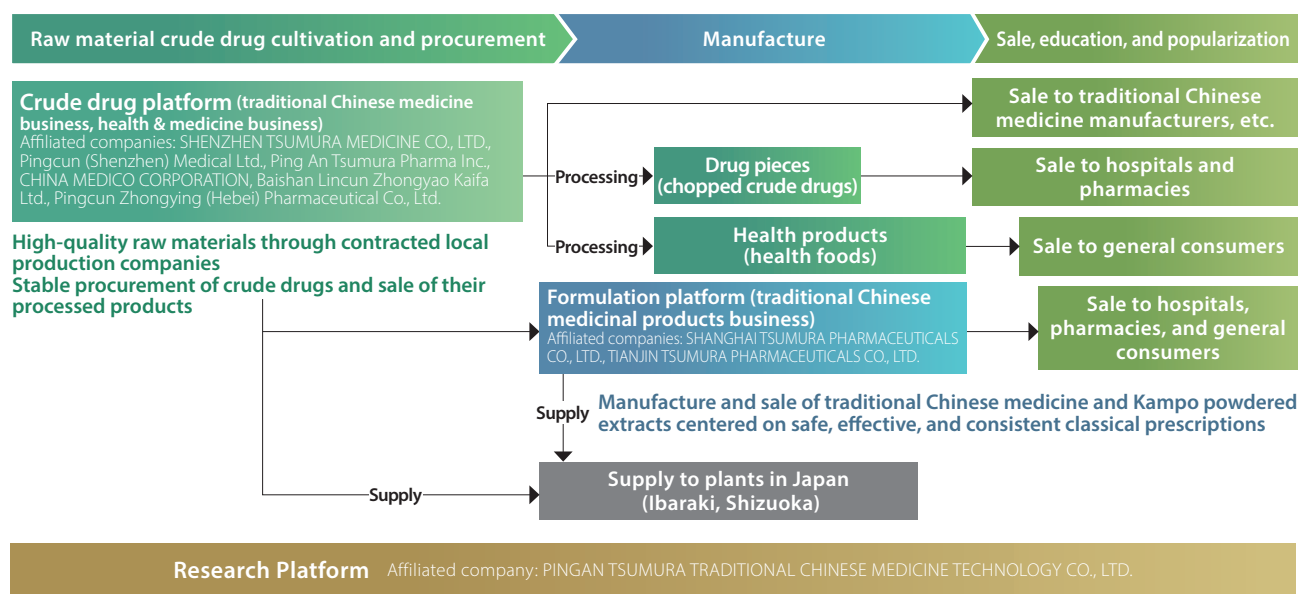 Raw material crude drug cultivation and procurement
Manufacture
Sale, education, and popularization
Crude drug platform (traditional Chinese medicine
business, health & medicine business)
Affiliated companies: SHENZHEN TSUMURA MEDICINE CO., LTD.,
Pingcun (Shenzhen) Medical Ltd., Ping An Tsumura Pharma Inc.,
CHINA MEDICO CORPORATION, Baishan Lincun Zhongyao Kaifa
Ltd., Pingcun Zhongying (Hebei) Pharmaceutical Co., Ltd.
High-quality raw materials through contracted local
production companies
Stable procurement of crude drugs and sale of their
processed products
Sale to traditional Chinese
medicine manufacturers, etc.
Processing
Drug pieces
(chopped crude drugs)
Sale to hospitals and
pharmacies
Processing
Health products
(health foods)
Sale to general consumers
Formulation platform (traditional Chinese
medicinal products business)
Affiliated companies: SHANGHAI TSUMURA PHARMACEUTICALS
CO., LTD., TIANJIN TSUMURA PHARMACEUTICALS CO., LTD.
Sale to hospitals,
pharmacies, and general
consumers
Supply
Manufacture and sale of traditional Chinese medicine and Kampo powdered
extracts centered on safe, effective, and consistent classical prescriptions
Supply
Supply to plants in Japan
(Ibaraki, Shizuoka)
Research Platform Affiliated company: PINGAN TSUMURA TRADITIONAL CHINESE MEDICINE TECHNOLOGY CO., LTD.